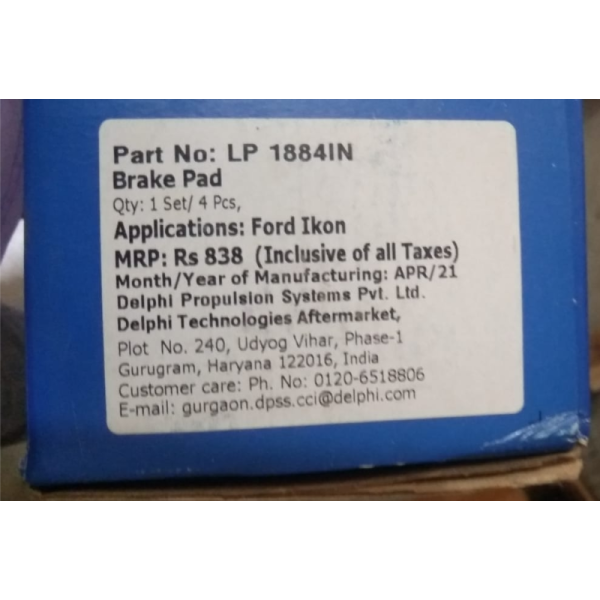 Part No: LP 1884IN
Brake Pad
Qty: 1 Set/ 4 Pcs,
Applications: Ford Ikon
MRP: Rs 838 (Inclusive of all Taxes)
Month/Year of Manufacturing: APR/21
Delphi Propulsion Systems Pvt. Ltd.
Delphi Technologies Aftermarket,
Plot No. 240, Udyog Vihar, Phase-1
Gurugram, Haryana 122016, India
Customer care: Ph. No: 0120-6518806
E-mail: gurgaon.dpss.cci@delphi.com